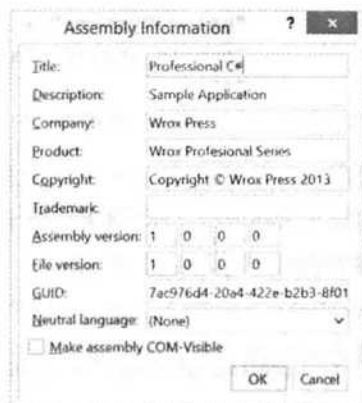 Assembly Information ? ×
Title: Professional C#
Description: Sample Application
Company: Wrox Press
Product: Wrox Profesional Series
Copyright: Copyright © Wrox Press 2013
Trademark:
Assembly version: 1 0 0 0
File version: 1 0 0 0
GUID: 7ac976d4-20a4-422e-b2b3-8f01
Neutral language: (None)
Make assembly COM-Visible
OK Cancel